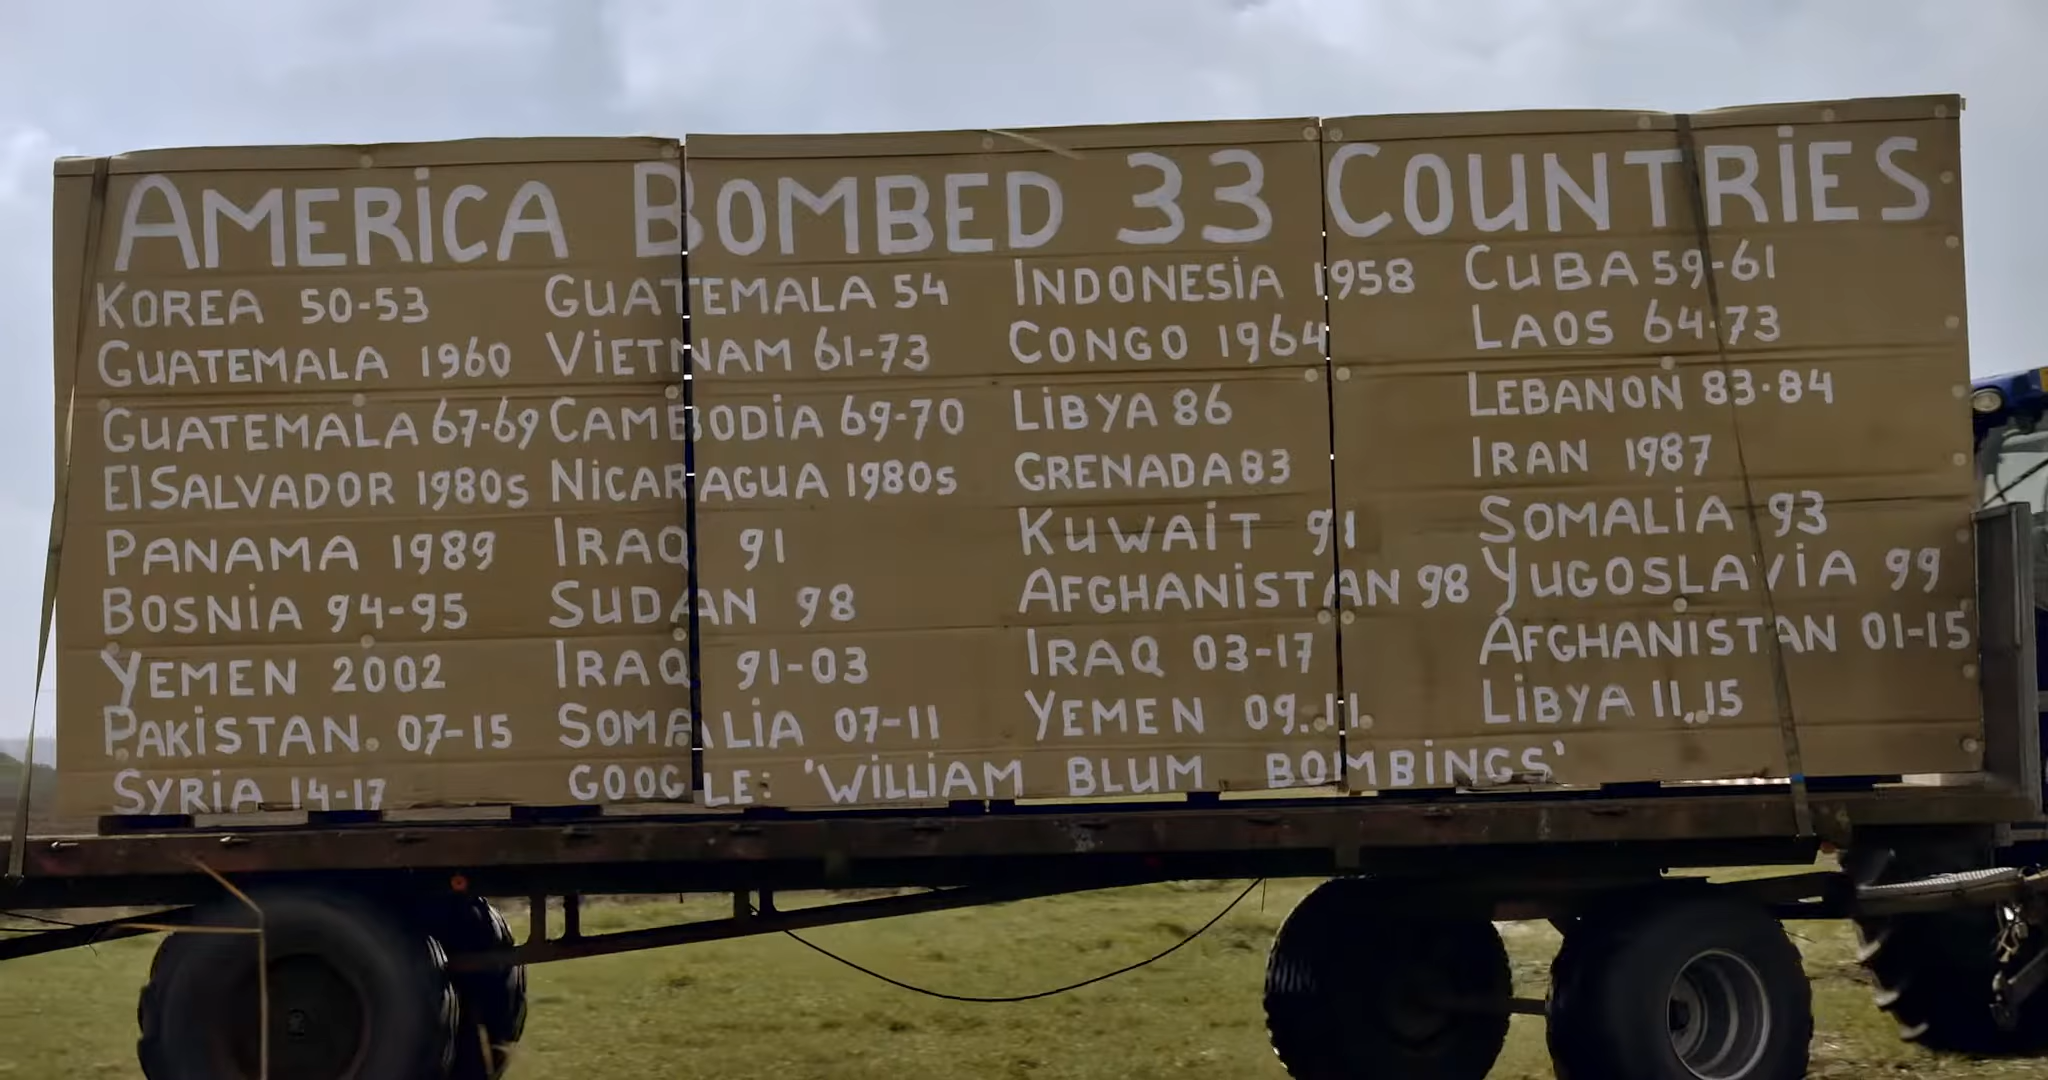 AMERICA BOMBED 33 COUNTRIES
KOREA 50-53 GUATEMALA 54 INDONESIA 1958 CUBA 59-61
GUATEMALA 1960 VIETNAM 61-73 CONGO 1964 LAOS 64-73
GUATEMALA 67-69 CAMBODIA 69-70 LIBYA 86 LEBANON 83-84
ElSALVADOR 1980s NICARAGUA 1980s GRENADA 83 IRAN 1987
PANAMA 1989 IRAQ 91 KUWAIT 91 SOMALIA 93
BOSNIA 94-95 SUDAN 98 AFGHANISTAN 98 YUGOSLAVIA 99
YEMEN 2002 IRAQ 91-03 IRAQ 03-17 AFGHANISTAN 01-15
PAKISTAN. 07-15 SOMALIA 07-11 YEMEN 09..11. LIBYA 11..15
SYRIA 14-17 GOOGLE: 'WILLIAM BLUM BOMBINGS'